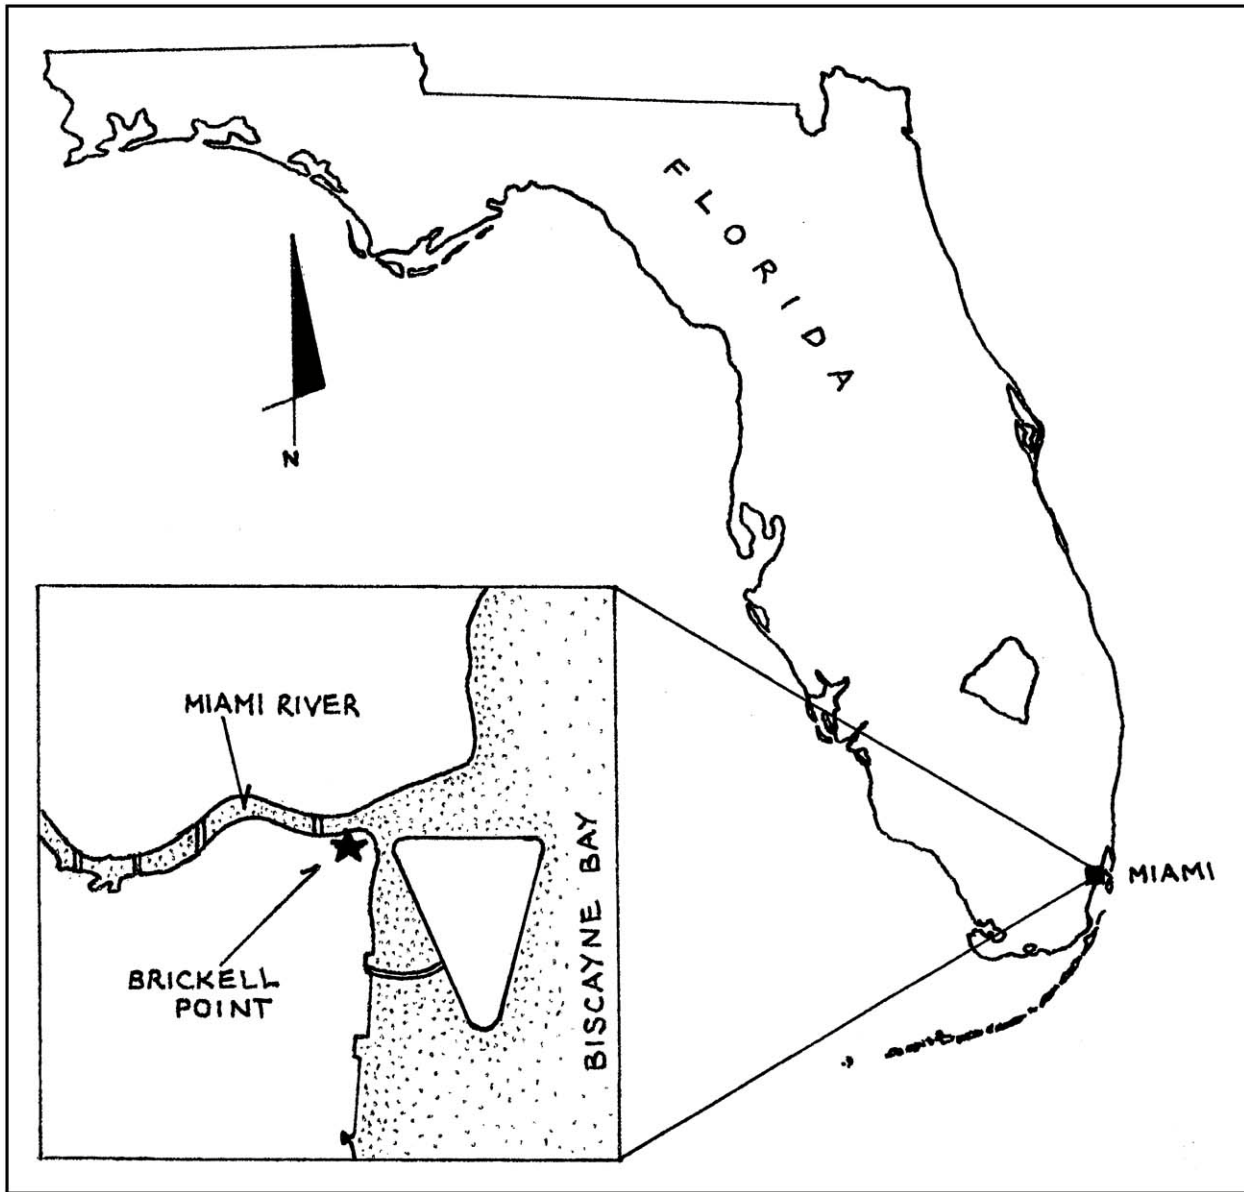 FLORIDA
N
MIAMI RIVER
BRICKELL
POINT
BISCAYNE BAY
MIAMI